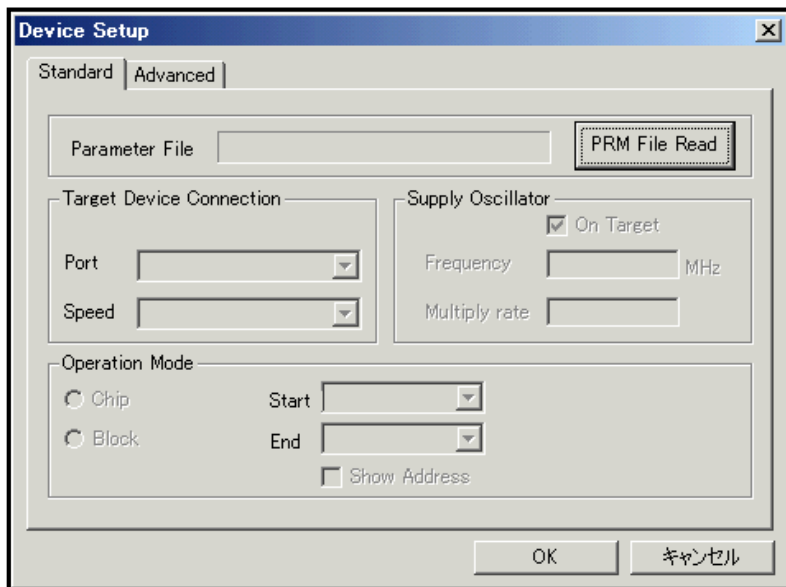 Device Setup
Standard Advanced
Parameter File PRM File Read
Target Device Connection
Port
Speed
Supply Oscillator
On Target
Frequency MHz
Multiply rate
Operation Mode
Chip Start
Block End
Show Address
OK キャンセル